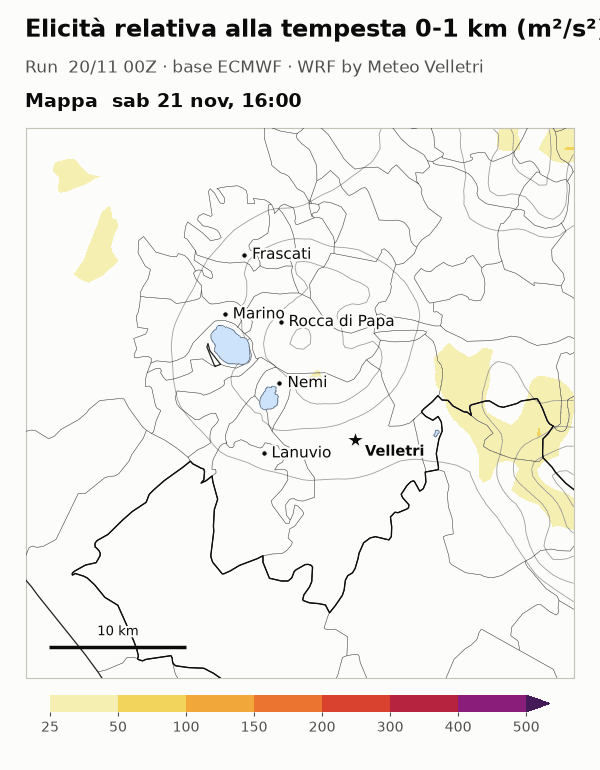 Elicità relativa alla tempesta 0-1 km (m²/s²)
Run 20/11 00Z · base ECMWF · WRF by Meteo Velletri
Mappa sab 21 nov, 16:00
Frascati
Marino
Rocca di Papa
Nemi
Velletri
Lanuvio
10 km
25 50 100 150 200 300 400 500